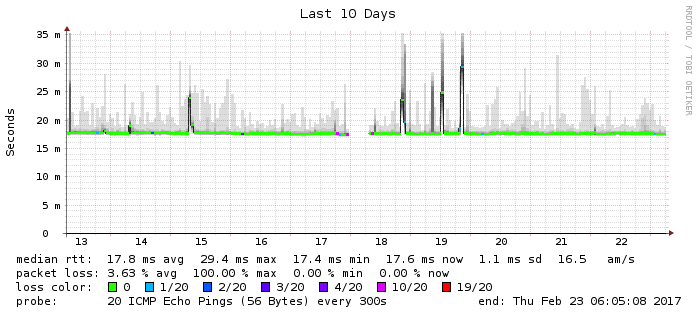 Last 10 Days
RRDTOOL / TOBI OETIKER
Seconds
35 m
30 m
25 m
20 m
15 m
10 m
5 m
0
13 14 15 16 17 18 19 20 21 22
median rtt: 17.8 ms avg 29.4 ms max 17.4 ms min 17.6 ms now 1.1 ms sd 16.5 am/s
packet loss: 3.63 % avg 100.00 % max 0.00 % min 0.00 % now
loss color: 0 1/20 2/20 3/20 4/20 10/20 19/20
probe: 20 ICMP Echo Pings (56 Bytes) every 300s end: Thu Feb 23 06:05:08 2017